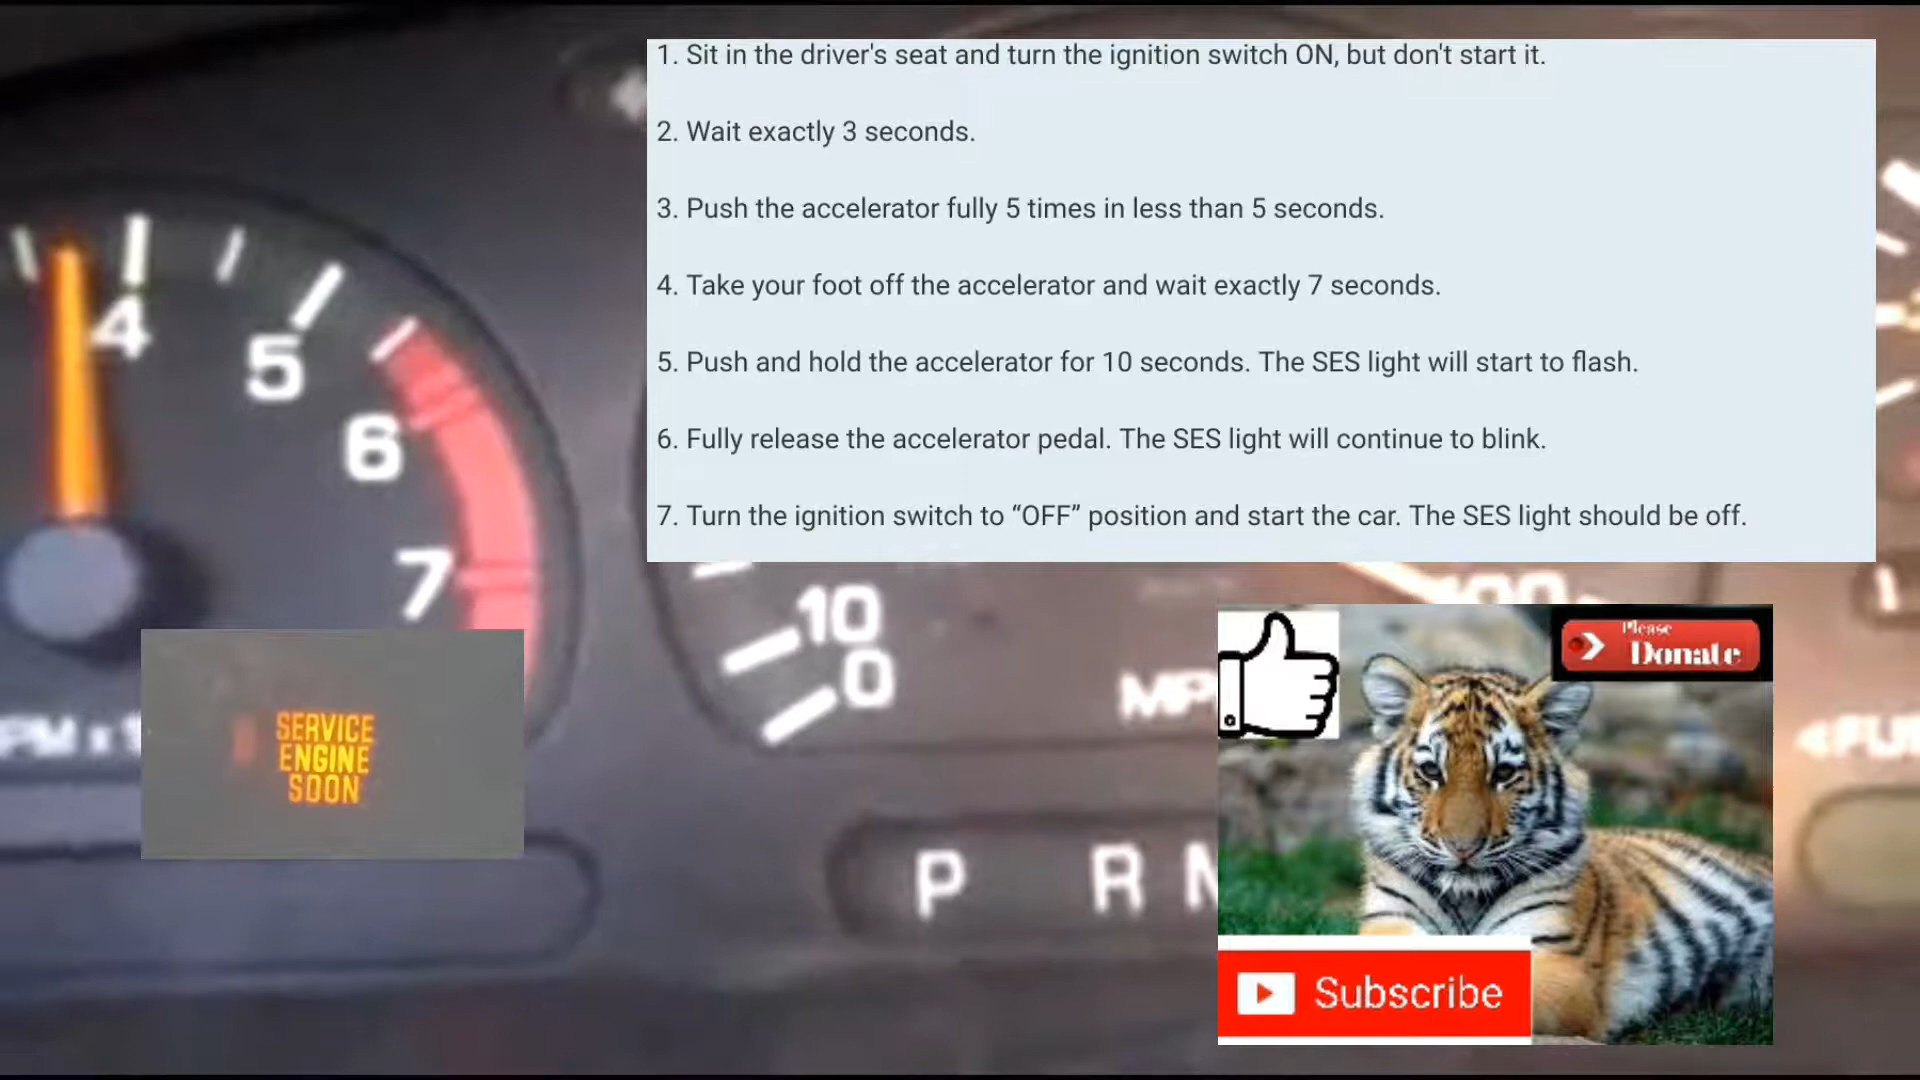 1. Sit in the driver's seat and turn the ignition switch ON, but don't start it.
2. Wait exactly 3 seconds.
3. Push the accelerator fully 5 times in less than 5 seconds.
4. Take your foot off the accelerator and wait exactly 7 seconds.
5. Push and hold the accelerator for 10 seconds. The SES light will start to flash.
6. Fully release the accelerator pedal. The SES light will continue to blink.
7. Turn the ignition switch to “OFF” position and start the car. The SES light should be off.
4
5
6
7
10
0
100
SERVICE
ENGINE
SOON
P R
Please
Donate
Subscribe